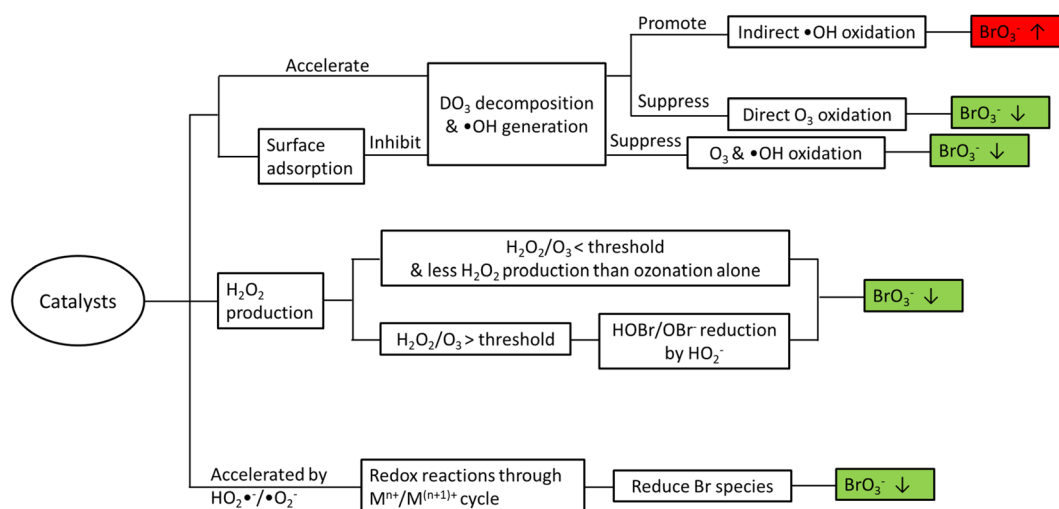 Promote
Indirect •OH oxidation
BrO₃⁻ ↑
Accelerate
DO₃ decomposition
& •OH generation
Suppress
Direct O₃ oxidation
BrO₃⁻ ↓
Surface
adsorption
Inhibit
Suppress
O₃ & •OH oxidation
BrO₃⁻ ↓
Catalysts
H₂O₂
production
H₂O₂/O₃ < threshold
& less H₂O₂ production than ozonation alone
H₂O₂/O₃ > threshold
HOBr/OBr⁻ reduction
by HO₂⁻
BrO₃⁻ ↓
Accelerated by
HO₂•⁻/•O₂⁻
Redox reactions through
Mⁿ⁺/M⁽ⁿ⁺¹⁾⁺ cycle
Reduce Br species
BrO₃⁻ ↓